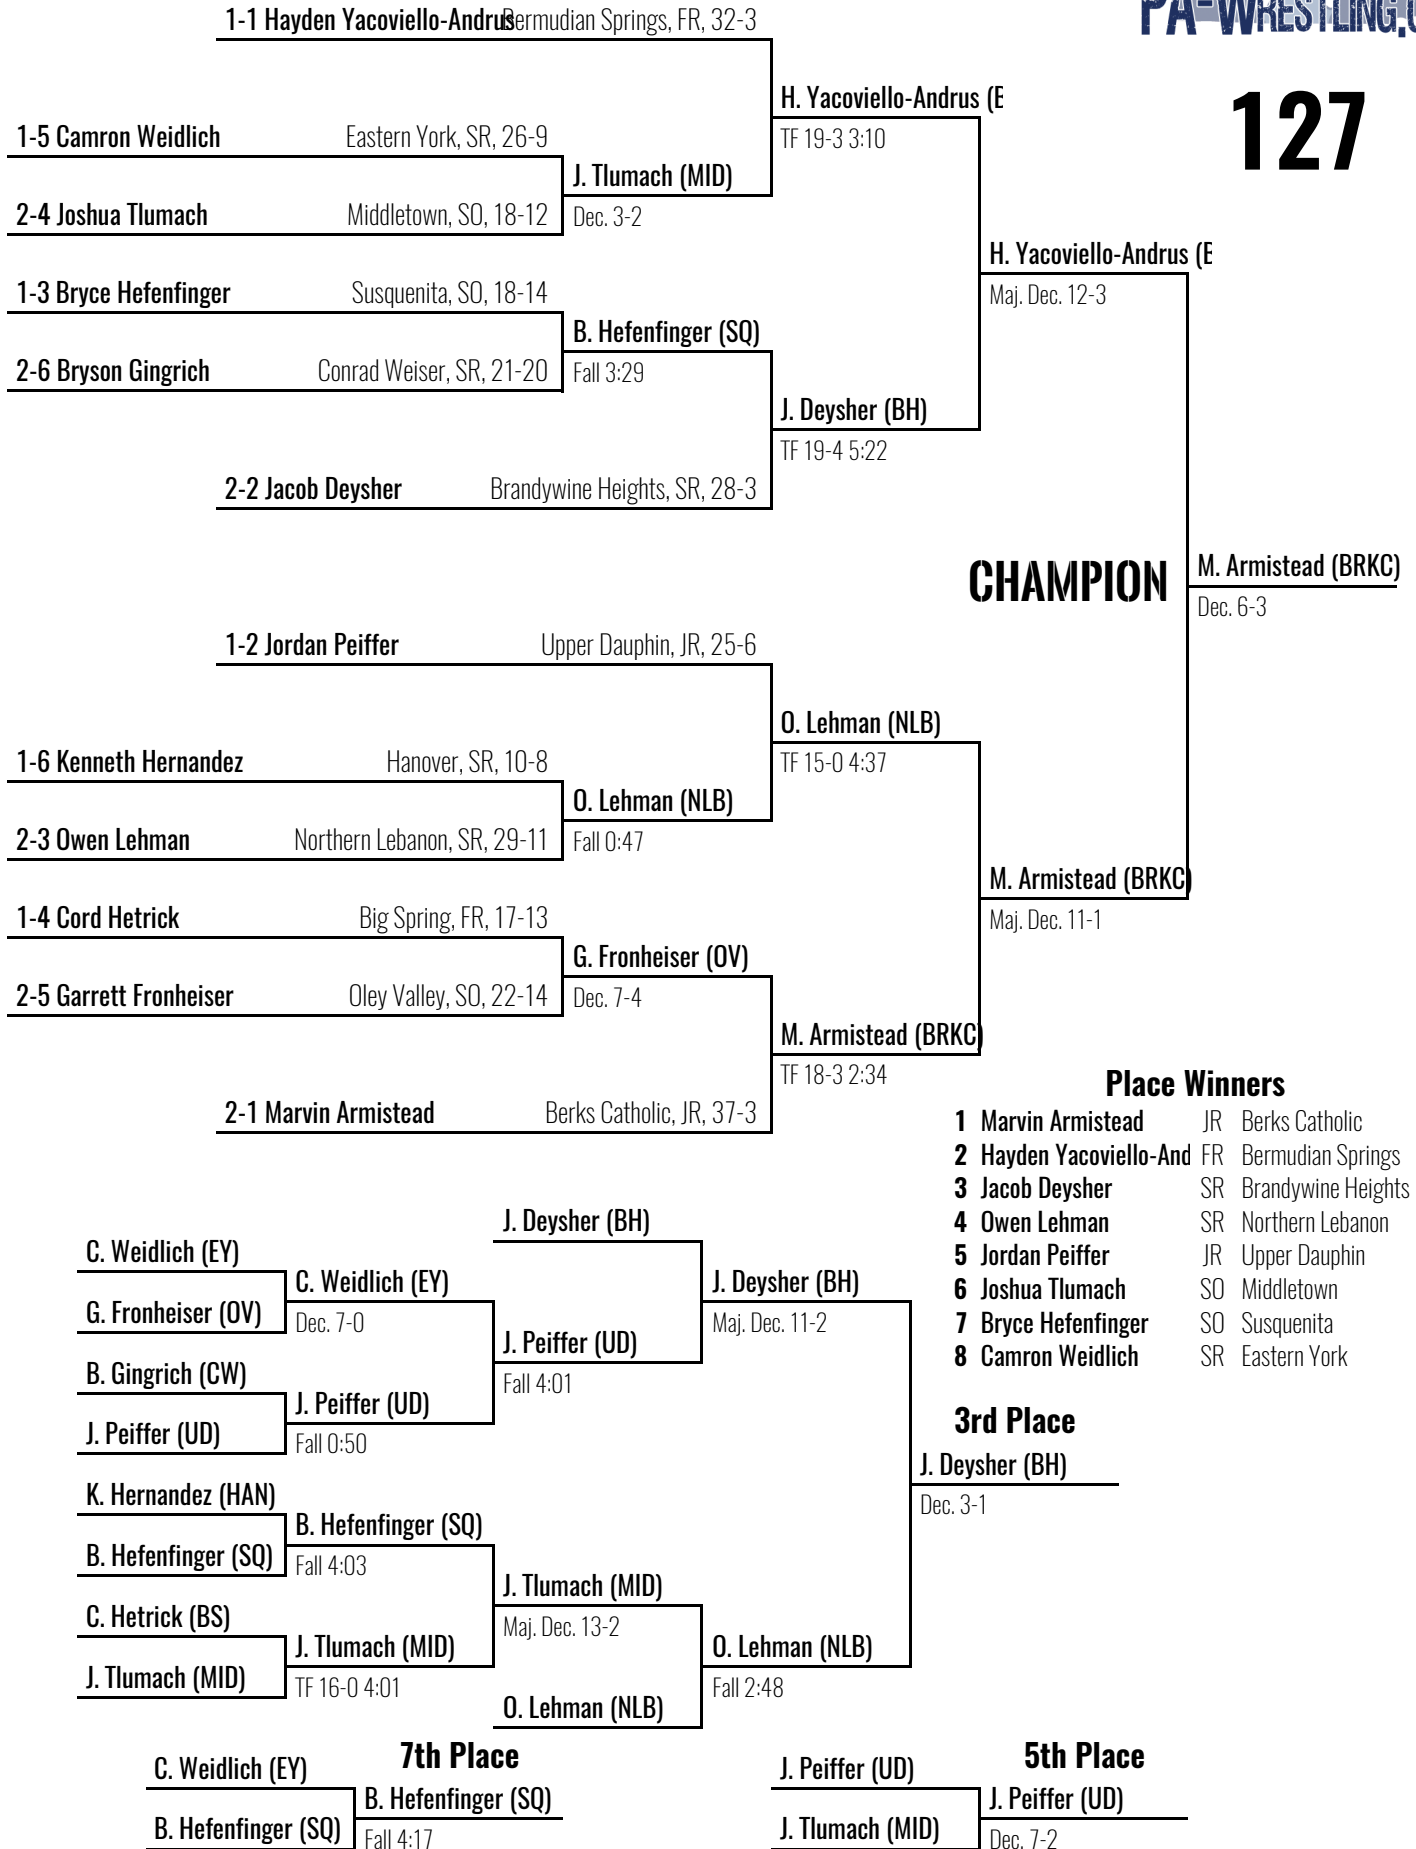 PA-WRESTLING.
1-1 Hayden Yacoviello-Andrus Bermudian Springs, FR, 32-3
H. Yacoviello-Andrus (B
127
1-5 Camron Weidlich Eastern York, SR, 26-9
TF 19-3 3:10
J. Tlumach (MID)
2-4 Joshua Tlumach Middletown, SO, 18-12
Dec. 3-2
H. Yacoviello-Andrus (B
1-3 Bryce Hefenfinger Susquenita, SO, 18-14
Maj. Dec. 12-3
B. Hefenfinger (SQ)
2-6 Bryson Gingrich Conrad Weiser, SR, 21-20
Fall 3:29
J. Deysher (BH)
TF 19-4 5:22
2-2 Jacob Deysher Brandywine Heights, SR, 28-3
CHAMPION
M. Armistead (BRKC)
Dec. 6-3
1-2 Jordan Peiffer Upper Dauphin, JR, 25-6
O. Lehman (NLB)
1-6 Kenneth Hernandez Hanover, SR, 10-8
TF 15-0 4:37
O. Lehman (NLB)
2-3 Owen Lehman Northern Lebanon, SR, 29-11
Fall 0:47
M. Armistead (BRKC)
1-4 Cord Hetrick Big Spring, FR, 17-13
Maj. Dec. 11-1
G. Fronheiser (OV)
2-5 Garrett Fronheiser Oley Valley, SO, 22-14
Dec. 7-4
M. Armistead (BRKC)
TF 18-3 2:34
2-1 Marvin Armistead Berks Catholic, JR, 37-3
Place Winners
1 Marvin Armistead JR Berks Catholic
2 Hayden Yacoviello-And FR Bermudian Springs
3 Jacob Deysher SR Brandywine Heights
4 Owen Lehman SR Northern Lebanon
5 Jordan Peiffer JR Upper Dauphin
6 Joshua Tlumach SO Middletown
7 Bryce Hefenfinger SO Susquenita
8 Camron Weidlich SR Eastern York
J. Deysher (BH)
C. Weidlich (EY)
C. Weidlich (EY)
J. Deysher (BH)
G. Fronheiser (OV)
Dec. 7-0
Maj. Dec. 11-2
J. Peiffer (UD)
B. Gingrich (CW)
Fall 4:01
J. Peiffer (UD)
J. Peiffer (UD)
Fall 0:50
3rd Place
J. Deysher (BH)
Dec. 3-1
K. Hernandez (HAN)
B. Hefenfinger (SQ)
B. Hefenfinger (SQ)
Fall 4:03
J. Tlumach (MID)
C. Hetrick (BS)
Maj. Dec. 13-2
J. Tlumach (MID)
O. Lehman (NLB)
J. Tlumach (MID)
TF 16-0 4:01
Fall 2:48
O. Lehman (NLB)
7th Place
C. Weidlich (EY)
B. Hefenfinger (SQ)
B. Hefenfinger (SQ)
Fall 4:17
5th Place
J. Peiffer (UD)
J. Peiffer (UD)
J. Tlumach (MID)
Dec. 7-2